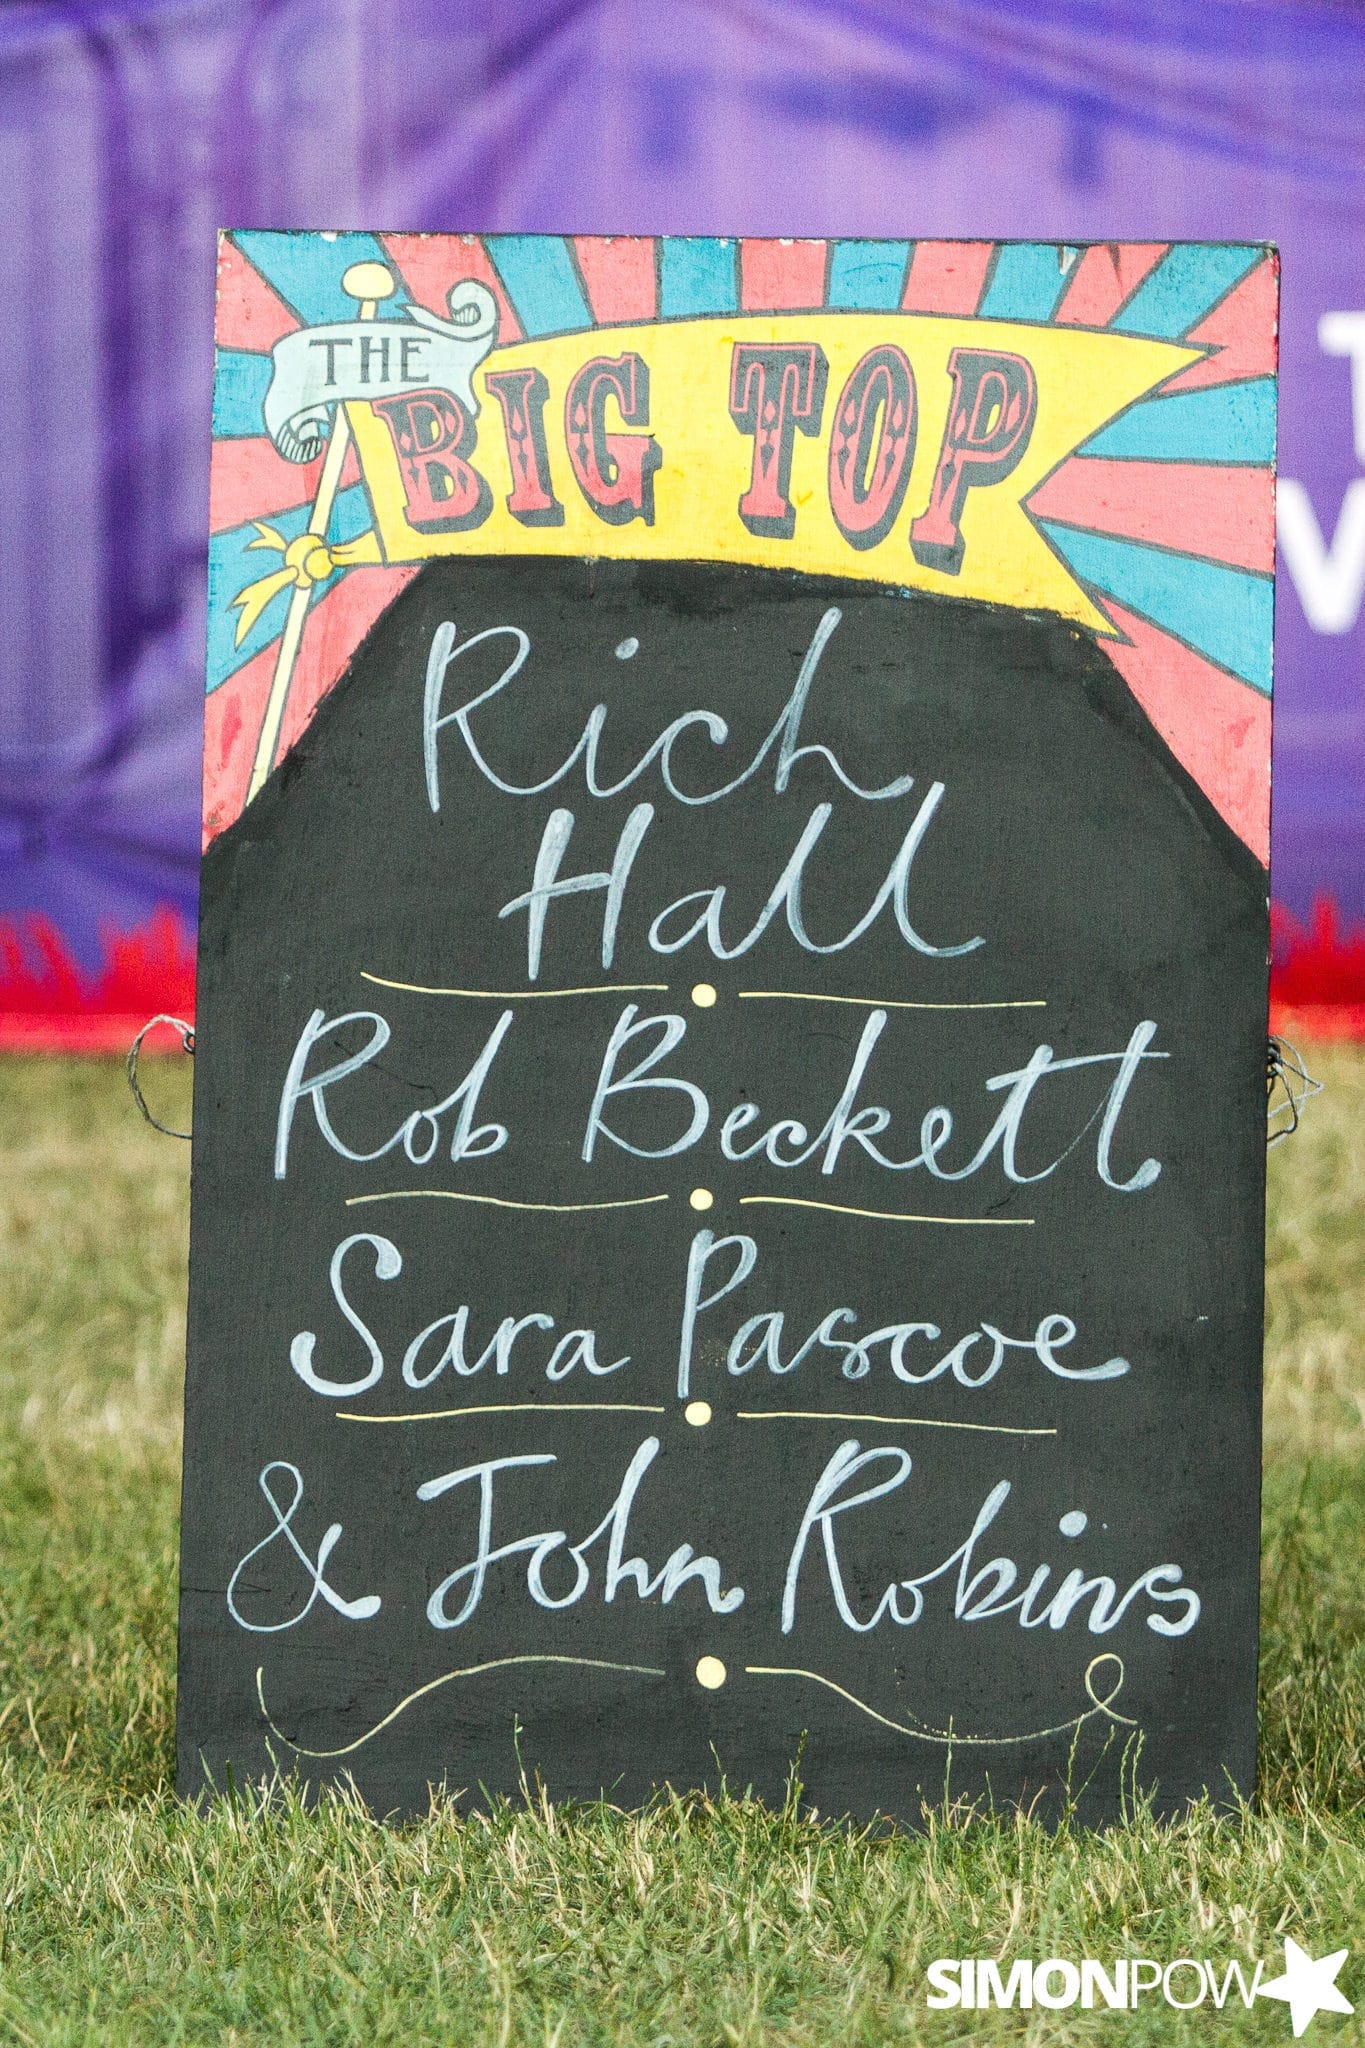 THE
BIG TOP
Rich
Hall
Rob Beckett
Sara Pascoe
& John Robins
SIMONPOW